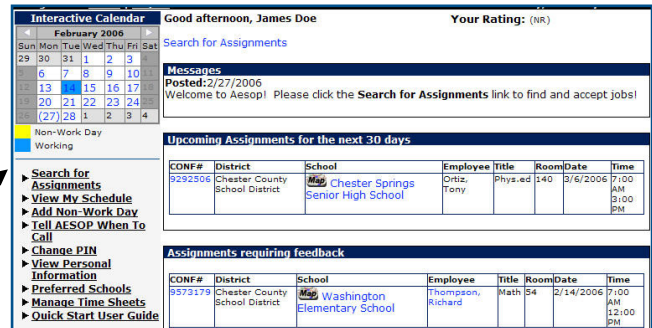 Interactive Calendar
February 2006
Sun Mon Tue Wed Thu Fri Sat
29 30 31 1 2 3 4
5 6 7 8 9 10 11
12 13 14 15 16 17 18
19 20 21 22 23 24 25
26 (27) 28 1 2 3 4
Non-Work Day
Working
Search for
Assignments
View My Schedule
Add Non-Work Day
Tell AESOP When To
Call
Change PIN
View Personal
Information
Preferred Schools
Manage Time Sheets
Quick Start User Guide
Good afternoon, James Doe
Your Rating: (NR)
Search for Assignments
Messages
Posted:2/27/2006
Welcome to Aesop! Please click the Search for Assignments link to find and accept jobs!
Upcoming Assignments for the next 30 days
CONF# District School Employee Title Room Date Time
9292506 Chester County Map Chester Springs Ortiz, Phys.ed 140 3/6/2006 7:00
School District Senior High School Tony AM
3:00
PM
Assignments requiring feedback
CONF# District School Employee Title Room Date Time
9573179 Chester County Map Washington Thompson, Math 54 2/14/2006 7:00
School District Elementary School Richard AM
12:00
PM